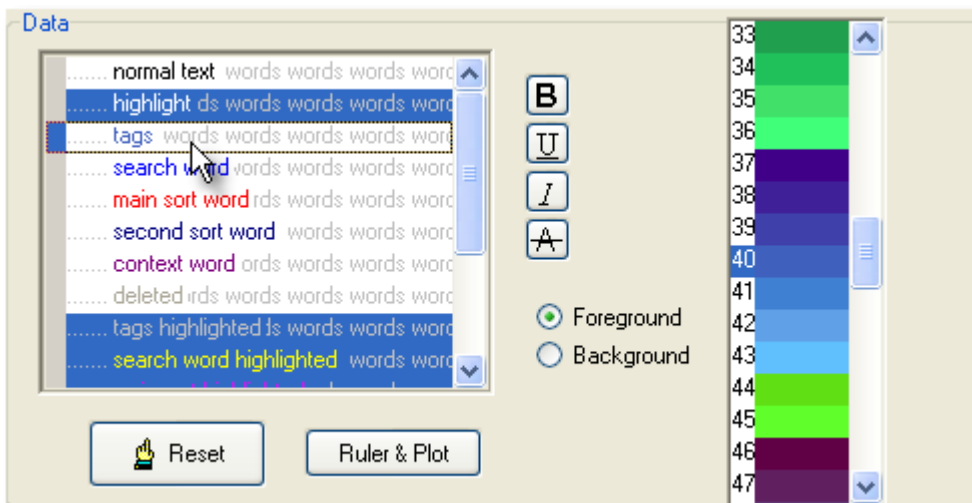 Data
....... normal text words words words word
....... highlight ds words words words word
....... tags words words words words word
....... search word words words words word
....... main sort word rds words words word
....... second sort word words words word
....... context word ords words words word
....... deleted rds words words words word
....... tags highlighted ls words words word
....... search word highlighted words word
B
U
I
A
Foreground
Background
Reset
Ruler & Plot
33
34
35
36
37
38
39
40
41
42
43
44
45
46
47